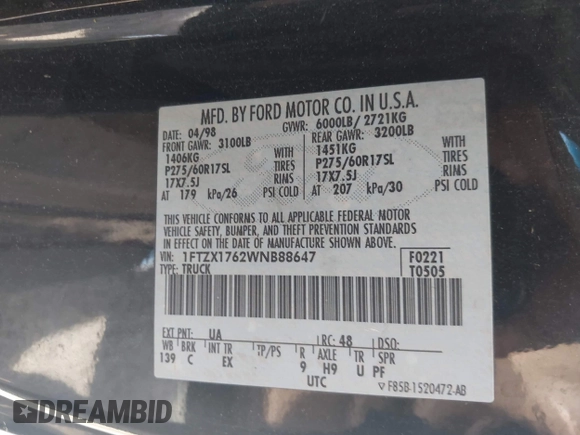 MFD. BY FORD MOTOR CO. IN U.S.A.
DATE: 04/98 GVWR: 6000LB/ 2721KG
FRONT GAWR: 3100LB REAR GAWR: 3200LB
1406KG WITH 1451KG WITH
P275/60R17SL TIRES P275/60R17SL TIRES
17X7.5J RIMS 17X7.5J RIMS
AT 179 kPa/26 PSI COLD AT 207 kPa/30 PSI COLD
THIS VEHICLE CONFORMS TO ALL APPLICABLE FEDERAL MOTOR
VEHICLE SAFETY, BUMPER, AND THEFT PREVENTION STANDARDS
IN EFFECT ON THE DATE OF MANUFACTURE SHOWN ABOVE.
VIN: 1FTZX1762WNB88647 F0221
TYPE: TRUCK T0505
EXT PNT: UA RC: 48 DSO:
WB BRK INT TR TP/PS R AXLE TR SPR
139 C EX 9 H9 U PF
UTC
▽ F85B-1520472-AB
DREAMBID